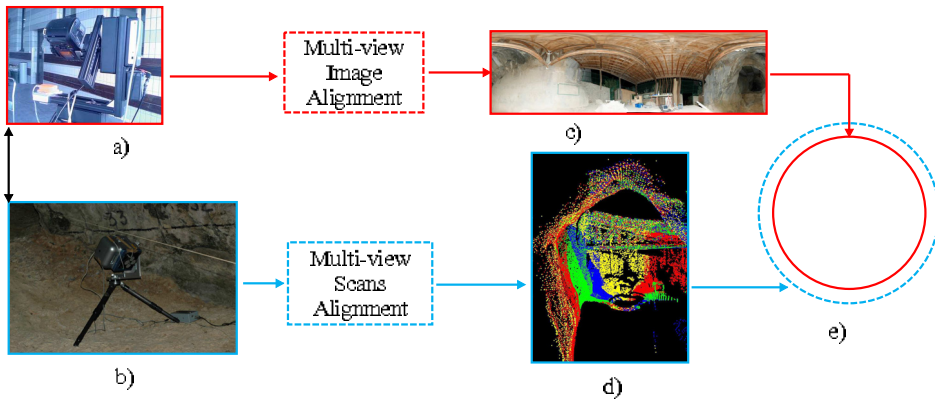 Multi-view
Image
Alignment
a)
c)
Multi-view
Scans
Alignment
b)
d)
e)